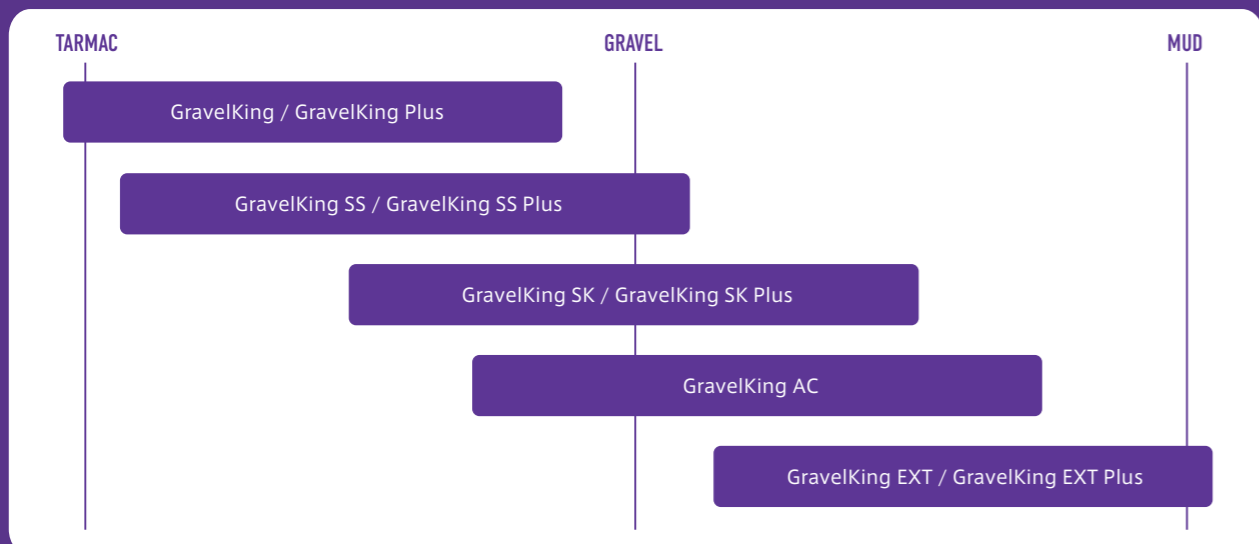 TARMAC GRAVEL MUD
GravelKing / GravelKing Plus
GravelKing SS / GravelKing SS Plus
GravelKing SK / GravelKing SK Plus
GravelKing AC
GravelKing EXT / GravelKing EXT Plus